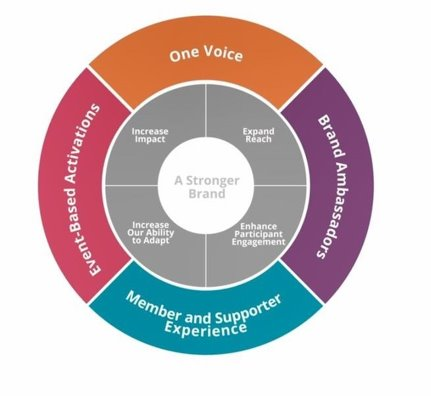 One Voice
Event-Based Activations
Brand Ambassadors
Increase
Impact
Expand
Reach
A Stronger
Brand
Increase
Our Ability
to Adapt
Enhance
Participant
Engagement
Member and Supporter
Experience